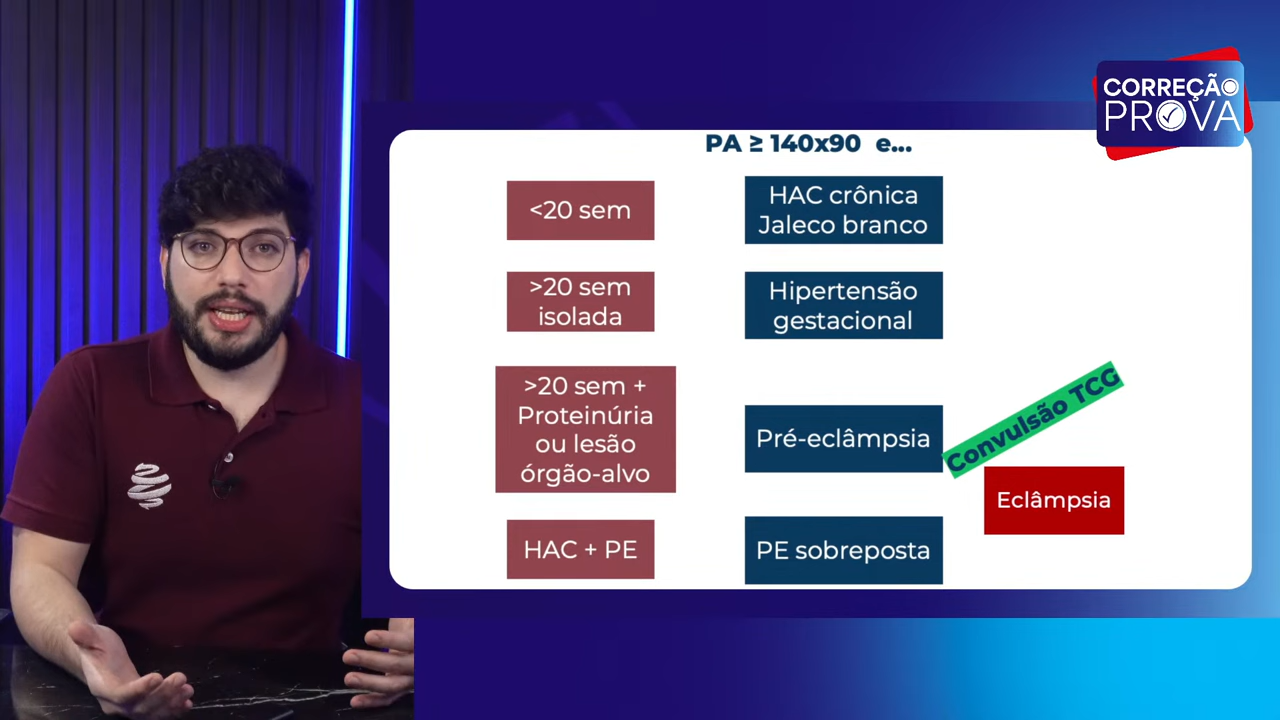 CORREÇÃO
PROVA
PA ≥ 140x90 e...
<20 sem
HAC crônica
Jaleco branco
>20 sem
isolada
Hipertensão
gestacional
>20 sem +
Proteinúria
ou lesão
órgão-alvo
Pré-eclâmpsia
Convulsão TCG
Eclâmpsia
HAC + PE
PE sobreposta